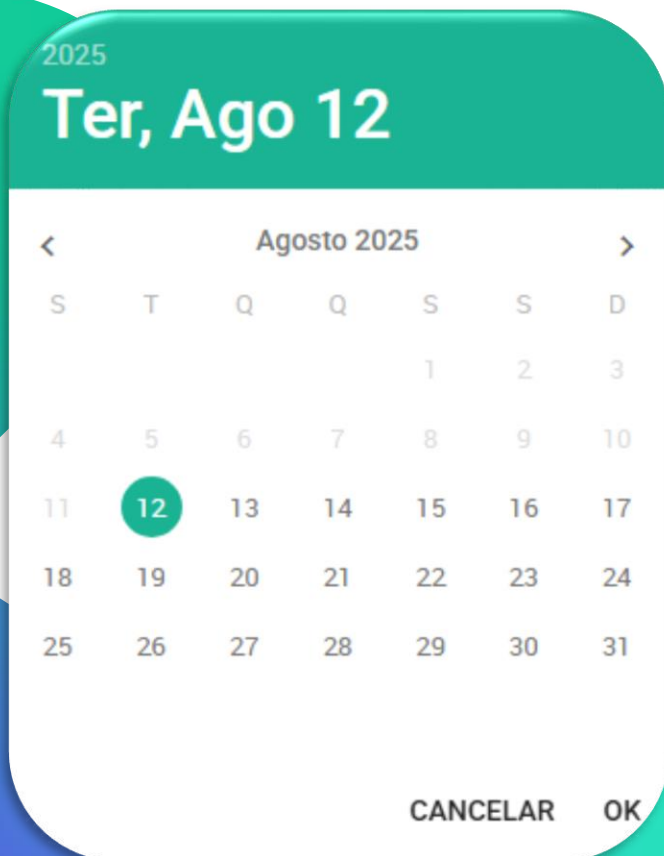 2025
Ter, Ago 12
< Agosto 2025 >
S T Q Q S S D
1 2 3
4 5 6 7 8 9 10
11 12 13 14 15 16 17
18 19 20 21 22 23 24
25 26 27 28 29 30 31
CANCELAR OK